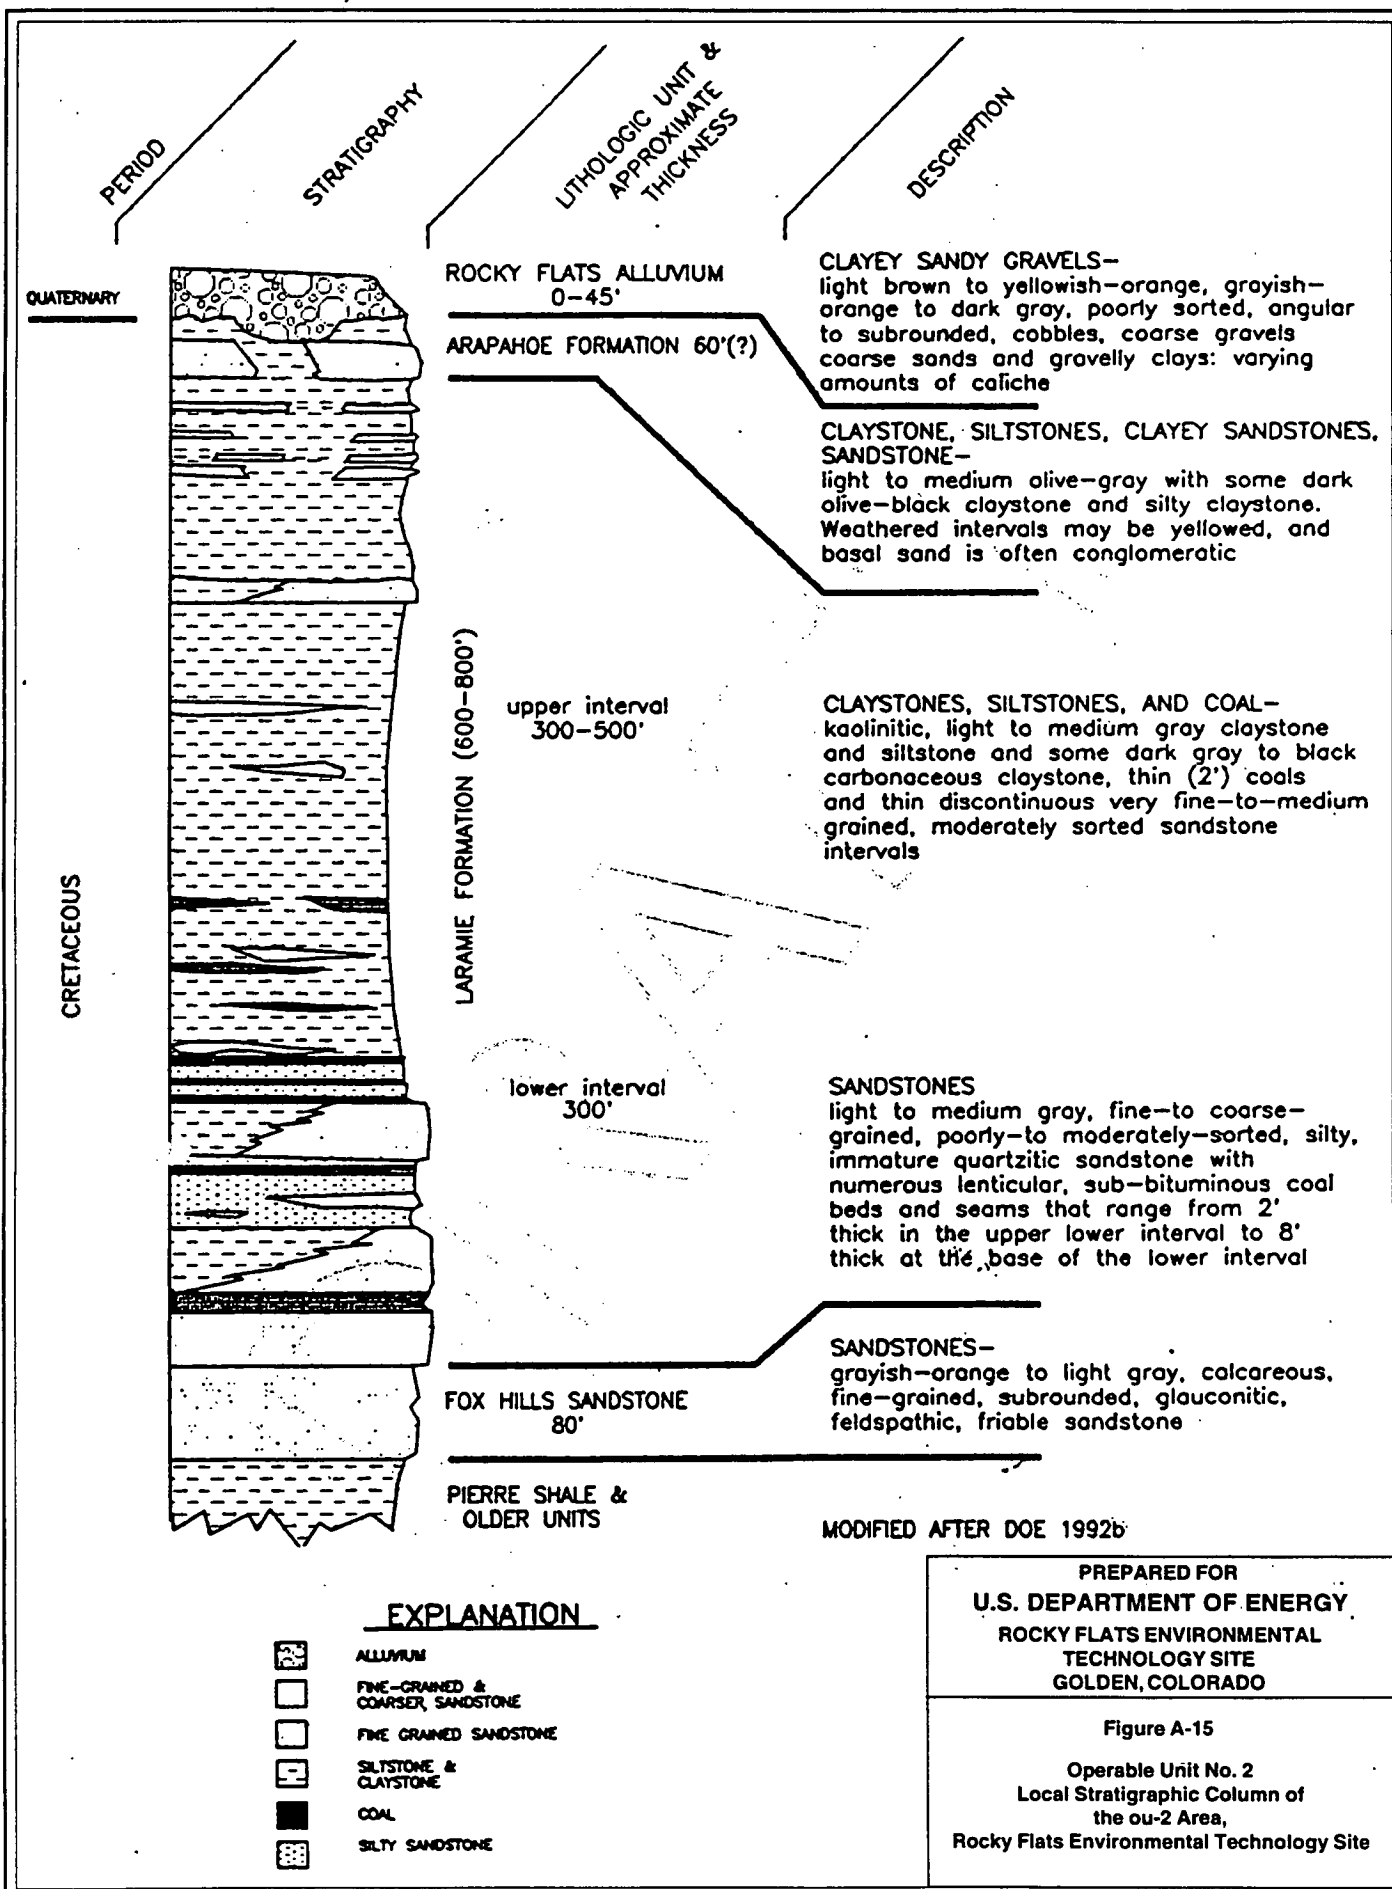 PERIOD
STRATIGRAPHY
LITHOLOGIC UNIT &
APPROXIMATE
THICKNESS
DESCRIPTION
QUATERNARY
ROCKY FLATS ALLUVIUM
0-45'
CLAYEY SANDY GRAVELS-
light brown to yellowish-orange, grayish-
orange to dark gray, poorly sorted, angular
to subrounded, cobbles, coarse gravels
coarse sands and gravelly clays: varying
amounts of caliche
ARAPAHOE FORMATION 60'(?)
CLAYSTONE, SILTSTONES, CLAYEY SANDSTONES,
SANDSTONE-
light to medium olive-gray with some dark
olive-black claystone and silty claystone.
Weathered intervals may be yellowed, and
basal sand is often conglomeratic
CRETACEOUS
LARAMIE FORMATION (600-800')
upper interval
300-500'
CLAYSTONES, SILTSTONES, AND COAL-
kaolinitic, light to medium gray claystone
and siltstone and some dark gray to black
carbonaceous claystone, thin (2') coals
and thin discontinuous very fine-to-medium
grained, moderately sorted sandstone
intervals
lower interval
300'
SANDSTONES
light to medium gray, fine-to coarse-
grained, poorly-to moderately-sorted, silty,
immature quartzitic sandstone with
numerous lenticular, sub-bituminous coal
beds and seams that range from 2'
thick in the upper lower interval to 8'
thick at the base of the lower interval
FOX HILLS SANDSTONE
80'
SANDSTONES-
grayish-orange to light gray, calcareous,
fine-grained, subrounded, glauconitic,
feldspathic, friable sandstone
PIERRE SHALE &
OLDER UNITS
MODIFIED AFTER DOE 1992b
EXPLANATION
ALLUVIUM
FINE-GRAINED &
COARSER, SANDSTONE
FINE GRAINED SANDSTONE
SILTSTONE &
CLAYSTONE
COAL
SILTY SANDSTONE
PREPARED FOR
U.S. DEPARTMENT OF ENERGY
ROCKY FLATS ENVIRONMENTAL
TECHNOLOGY SITE
GOLDEN, COLORADO
Figure A-15
Operable Unit No. 2
Local Stratigraphic Column of
the ou-2 Area,
Rocky Flats Environmental Technology Site